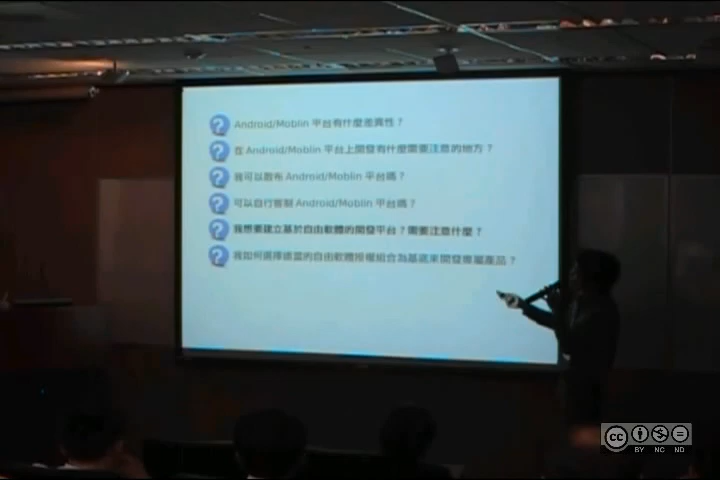 Android/Moblin 平台有什麼差異性？
在 Android/Moblin 平台上開發有什麼需要注意的地方？
我可以散布 Android/Moblin 平台嗎？
可以自行客制 Android/Moblin 平台嗎？
我想要建立基於自由軟體的開發平台？需要注意什麼？
我如何選擇適當的自由軟體授權組合為基底來開發專屬產品？
cc
BY NC ND